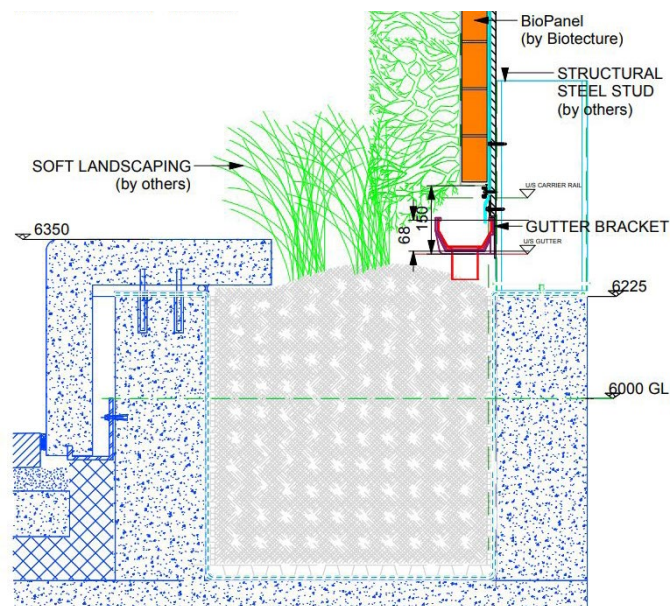 BioPanel
(by Biotecture)
STRUCTURAL
STEEL STUD
(by others)
SOFT LANDSCAPING
(by others)
U/S CARRIER RAIL
150
68
GUTTER BRACKET
6350
U/S GUTTER
6225
6000 GL